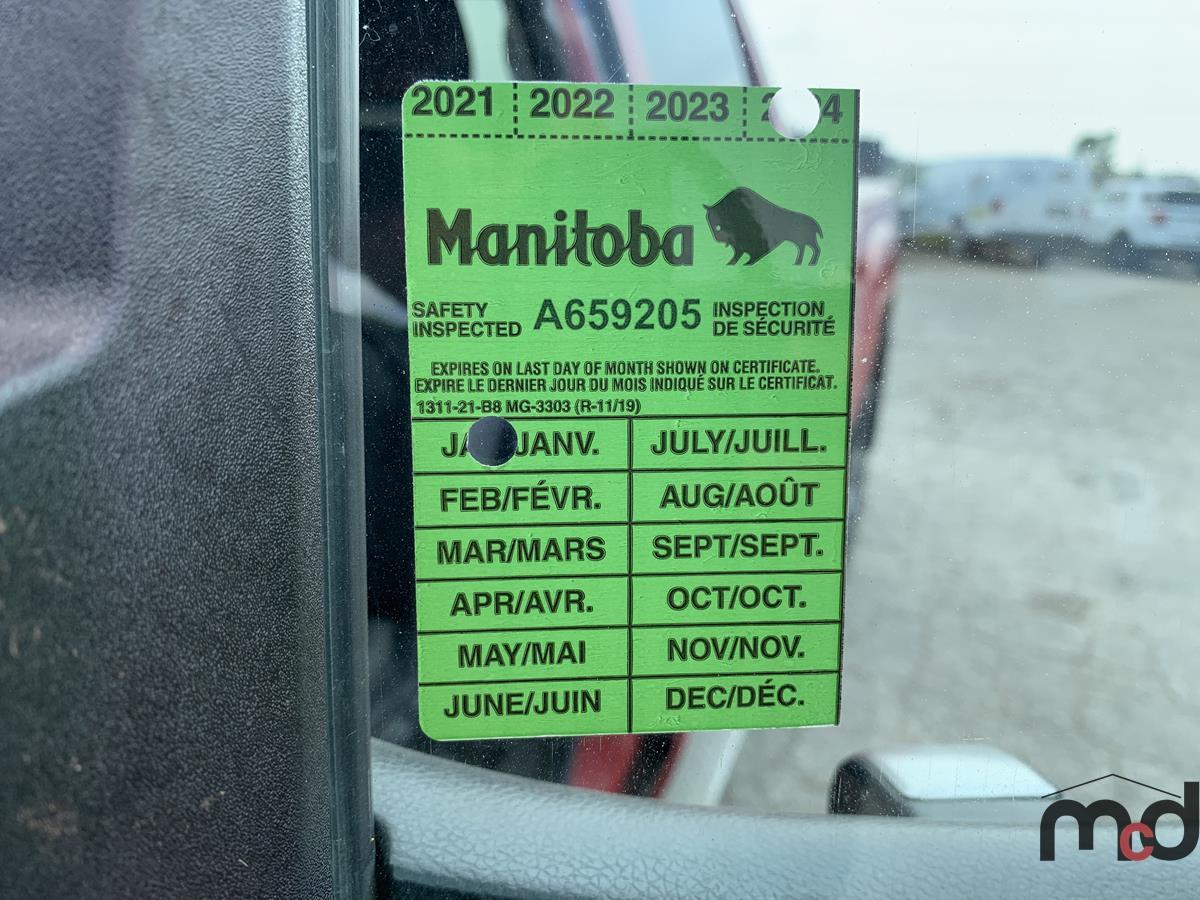 2021 2022 2023
Manitoba
SAFETY INSPECTED
A659205
INSPECTION DE SÉCURITÉ
EXPIRES ON LAST DAY OF MONTH SHOWN ON CERTIFICATE.
EXPIRE LE DERNIER JOUR DU MOIS INDIQUÉ SUR LE CERTIFICAT.
1311-21-B8 MG-3303 (R-11/19)
JANV. JULY/JUILL.
FEB/FÉVR. AUG/AOÛT
MAR/MARS SEPT/SEPT.
APR/AVR. OCT/OCT.
MAY/MAI NOV/NOV.
JUNE/JUIN DEC/DÉC.
mcd